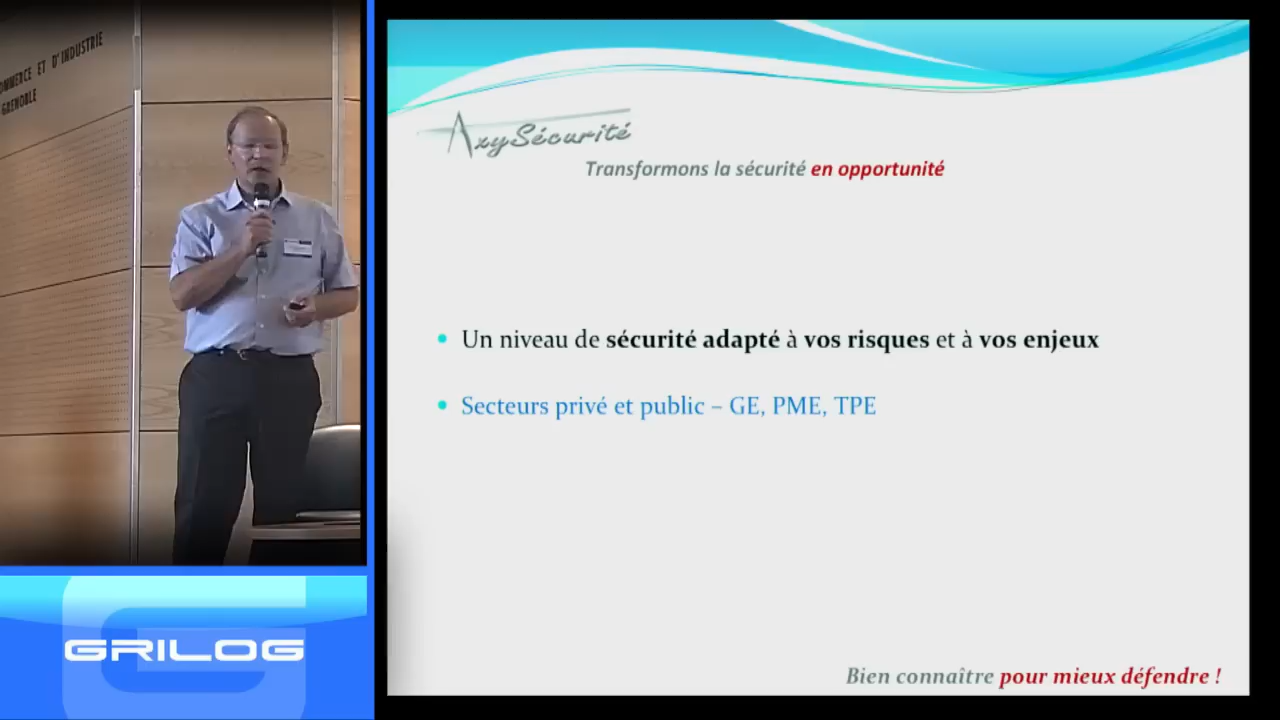 COMMERCE ET D'INDUSTRIE
GRENOBLE
AxySécurité
Transformons la sécurité en opportunité
• Un niveau de sécurité adapté à vos risques et à vos enjeux
• Secteurs privé et public – GE, PME, TPE
Bien connaître pour mieux défendre !
GRILOG